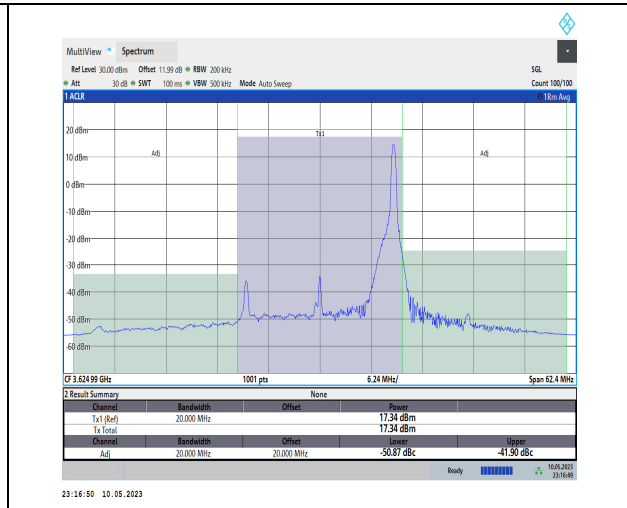 MultiView Spectrum
Ref Level 30.00 dBm Offset 11.99 dB RBW 200 kHz SGL
Att 30 dB SWT 100 ms VBW 500 kHz Mode Auto Sweep Count 100/100
1 ACLR 1Rm Avg
20 dBm
Tx1
10 dBm
Adj
Adj
0 dBm
-10 dBm
-20 dBm
-30 dBm
-40 dBm
-50 dBm
-60 dBm
CF 3.624 99 GHz 1001 pts 6.24 MHz/ Span 62.4 MHz
2 Result Summary None
Channel Bandwidth Offset Power
Tx1 (Ref) 20.000 MHz 17.34 dBm
Tx Total 17.34 dBm
Channel Bandwidth Offset Lower Upper
Adj 20.000 MHz 20.000 MHz -50.87 dBc -41.90 dBc
Ready 10.05.2023
23:16:49
23:16:50 10.05.2023